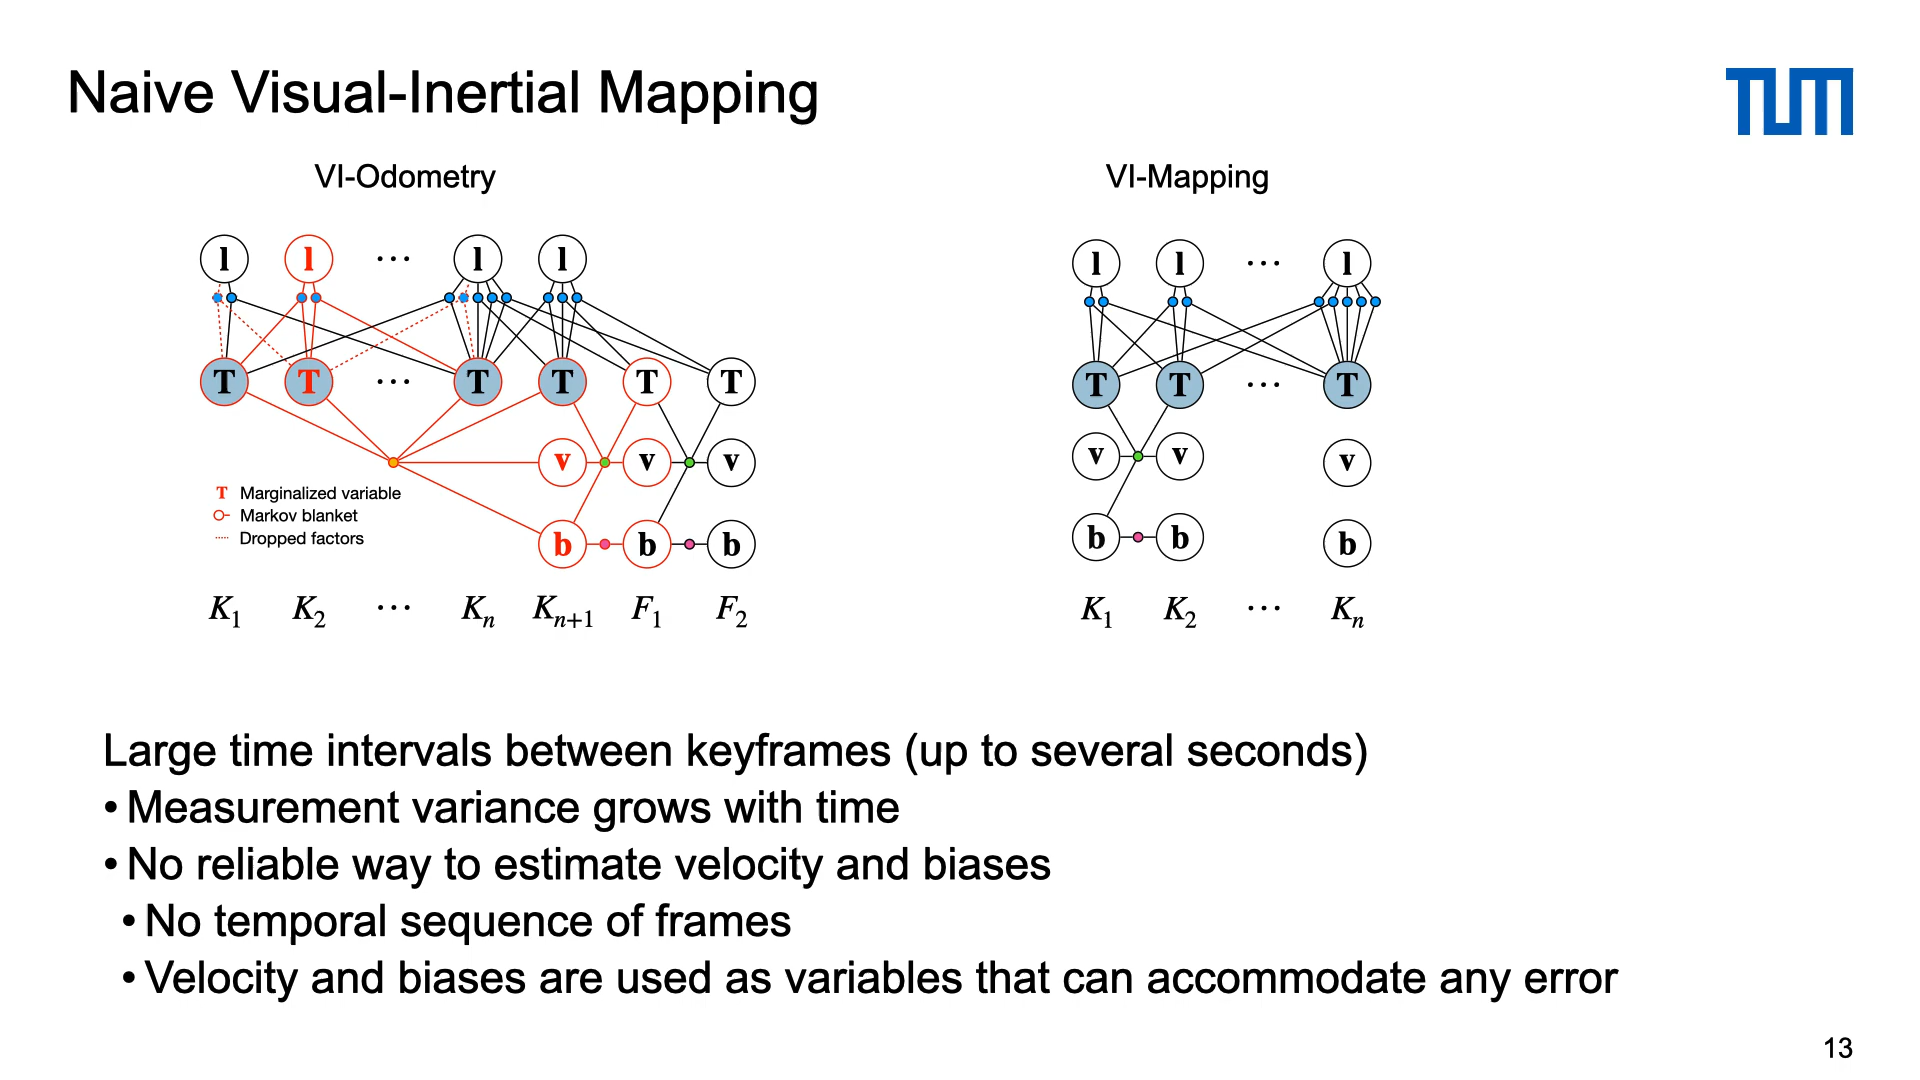 Naive Visual-Inertial Mapping
TUM
VI-Odometry
l l ... l l
T T ... T T T T
v v v
T Marginalized variable
Markov blanket
Dropped factors
b b b
K1 K2 ... Kn Kn+1 F1 F2
VI-Mapping
l l ... l
T T ... T
v v v
b b b
K1 K2 ... Kn
Large time intervals between keyframes (up to several seconds)
• Measurement variance grows with time
• No reliable way to estimate velocity and biases
• No temporal sequence of frames
• Velocity and biases are used as variables that can accommodate any error
13